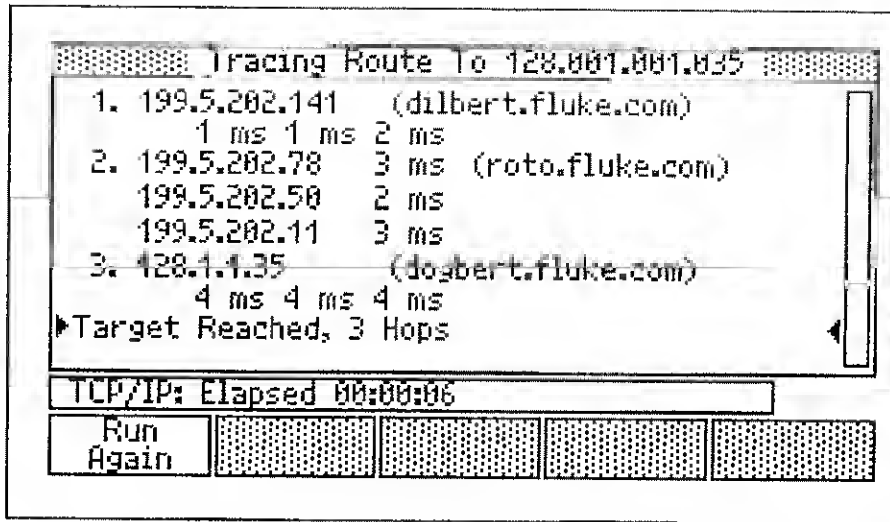 Tracing Route To 128.001.001.035
1. 199.5.202.141 (dilbert.fluke.com)
1 ms 1 ms 2 ms
2. 199.5.202.78 3 ms (roto.fluke.com)
199.5.202.50 2 ms
199.5.202.11 3 ms
3. 128.1.1.35 (dogbert.fluke.com)
4 ms 4 ms 4 ms
Target Reached, 3 Hops
TCP/IP: Elapsed 00:00:06
Run
Again